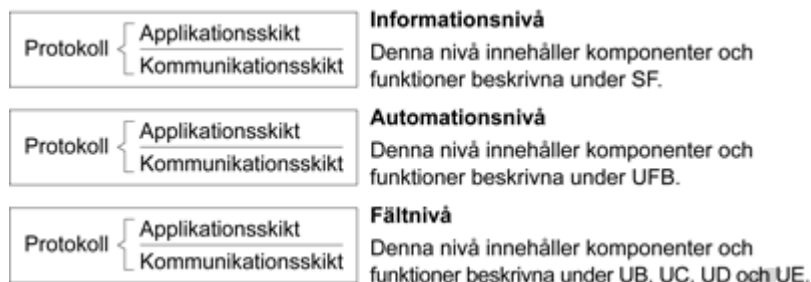 Informationsnivå
Protokoll
Applikationsskikt
Kommunikationsskikt
Denna nivå innehåller komponenter och
funktioner beskrivna under SF.
Automationsnivå
Protokoll
Applikationsskikt
Kommunikationsskikt
Denna nivå innehåller komponenter och
funktioner beskrivna under UFB.
Fältnivå
Protokoll
Applikationsskikt
Kommunikationsskikt
Denna nivå innehåller komponenter och
funktioner beskrivna under UB, UC, UD och UE.